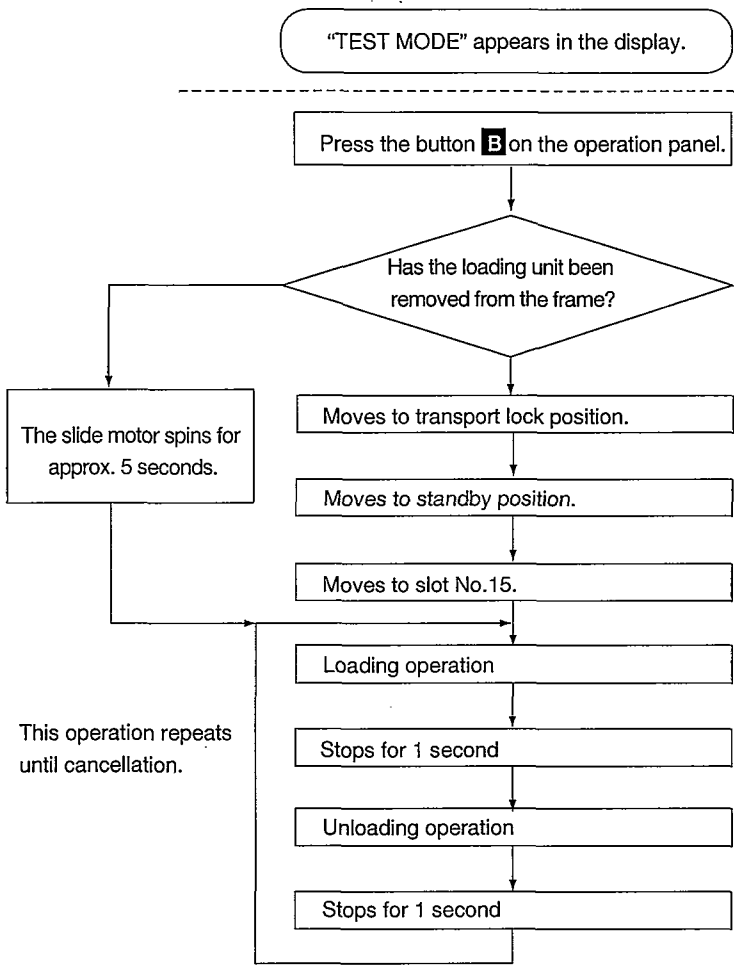 “TEST MODE” appears in the display.
Press the button B on the operation panel.
Has the loading unit been
removed from the frame?
The slide motor spins for
approx. 5 seconds.
Moves to transport lock position.
Moves to standby position.
Moves to slot No.15.
Loading operation
This operation repeats
until cancellation.
Stops for 1 second
Unloading operation
Stops for 1 second